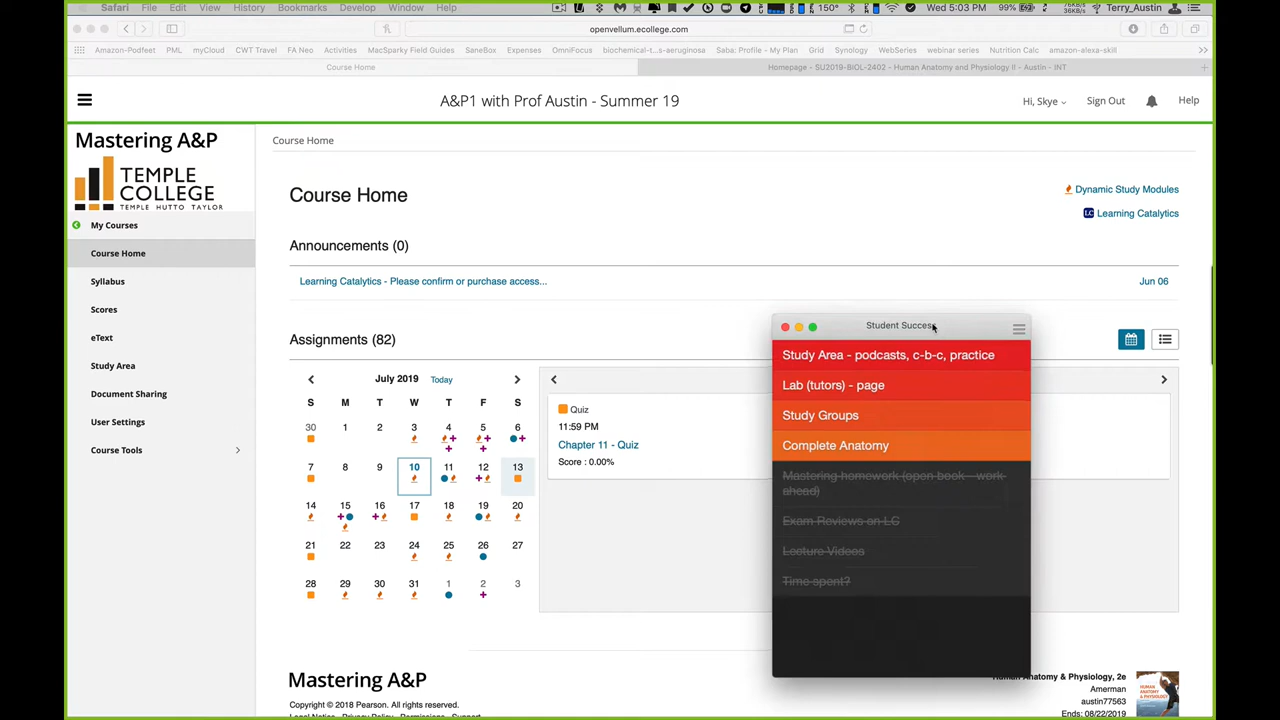 Safari File Edit View History Bookmarks Develop Window Help 150° Wed 5:03 PM 99% Terry_Austin
openvellum.ecollege.com
Amazon-Podfeet PML myCloud CWT Travel FA Neo Activities MacSparky Field Guides SaneBox Expenses OmniFocus biochemical-t...s-aeruginosa Saba: Profile - My Plan Grid Synology WebSeries webinar series Nutrition Calc amazon-alexa-skill
Course Home Homepage - SU2019-BIOL-2402 - Human Anatomy and Physiology II - Austin - INT
A&P1 with Prof Austin - Summer 19 Hi, Skye Sign Out Help
Mastering A&P
TEMPLE
COLLEGE
TEMPLE HUTTO TAYLOR
My Courses
Course Home
Syllabus
Scores
eText
Study Area
Document Sharing
User Settings
Course Tools
Course Home
Course Home
Dynamic Study Modules
LC Learning Catalytics
Announcements (0)
Learning Catalytics - Please confirm or purchase access... Jun 06
Assignments (82)
July 2019 Today
S M T W T F S
30 1 2 3 4 5 6
7 8 9 10 11 12 13
14 15 16 17 18 19 20
21 22 23 24 25 26 27
28 29 30 31 1 2 3
Quiz
11:59 PM
Chapter 11 - Quiz
Score : 0.00%
Student Success
Study Area - podcasts, c-b-c, practice
Lab (tutors) - page
Study Groups
Complete Anatomy
Mastering homework (open book - work
ahead)
Exam Reviews on LC
Lecture Videos
Time spent?
Mastering A&P
Copyright © 2018 Pearson. All rights reserved.
Legal Notice Privacy Policy Permissions Support
Human Anatomy & Physiology, 2e
Amerman
austin77563
Ends: 08/22/2019